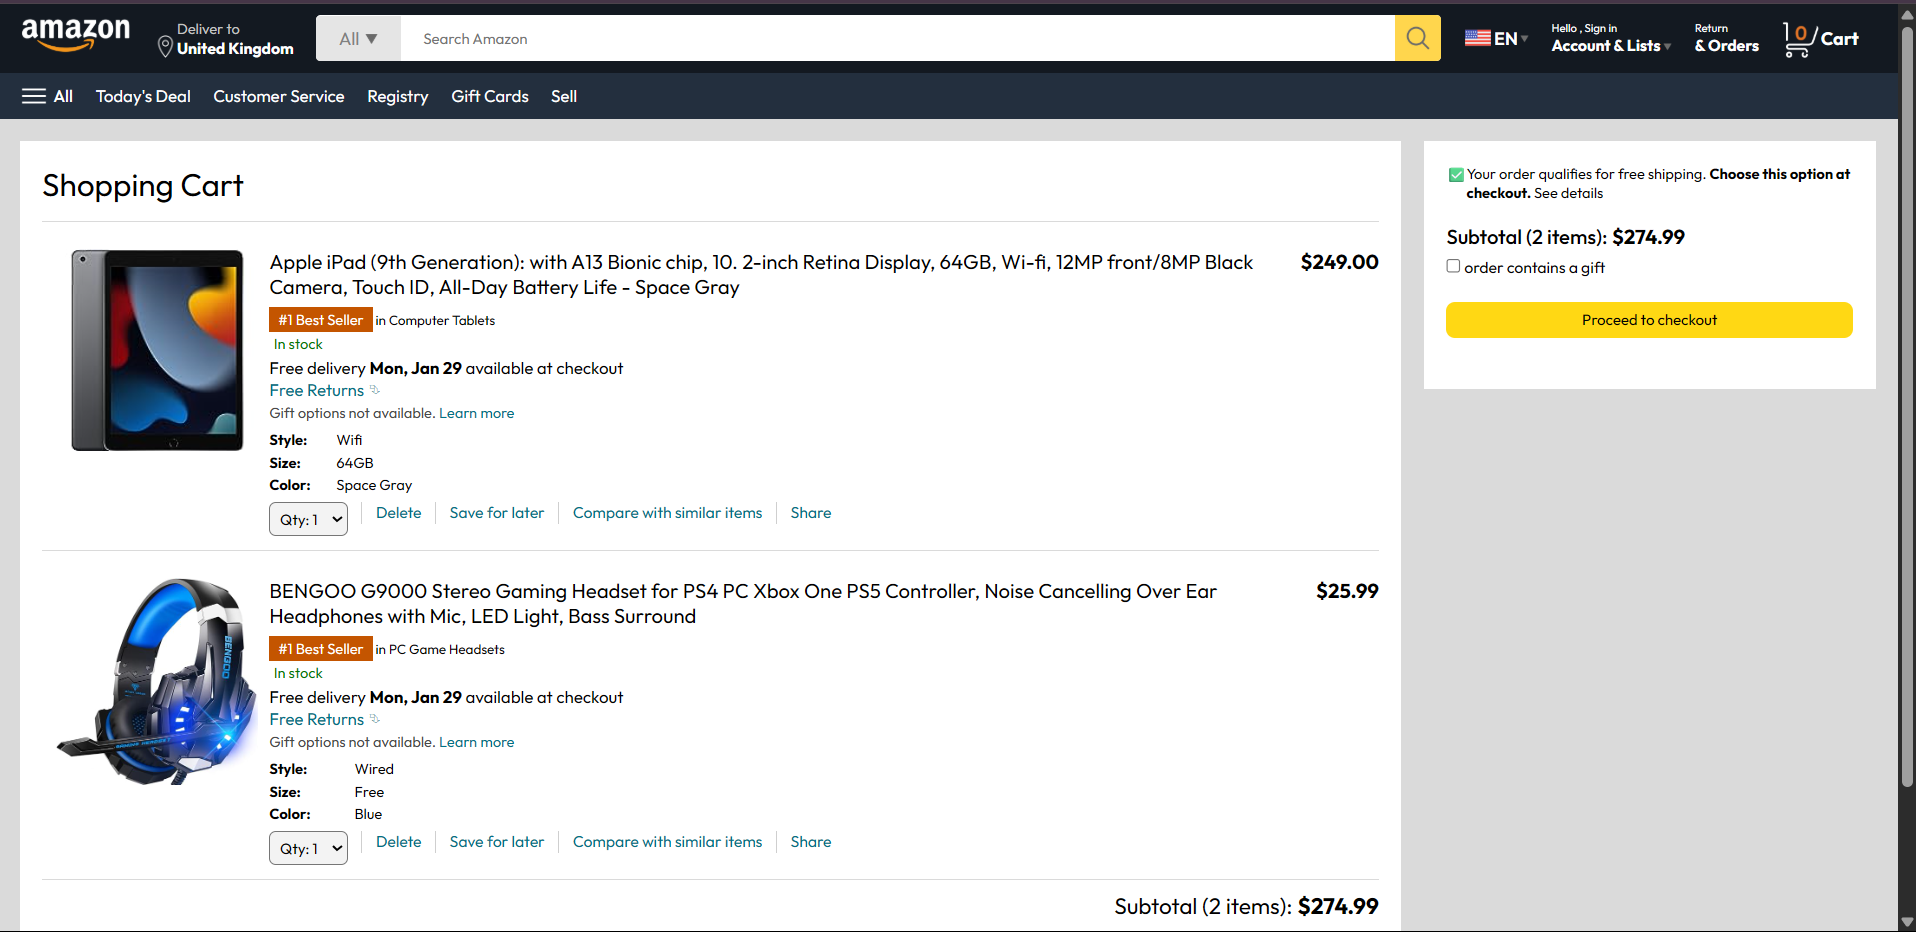 amazon
Deliver to
United Kingdom
All ▼
Search Amazon
EN
Hello , Sign in
Account & Lists
Return
& Orders
0
Cart
All
Today's Deal
Customer Service
Registry
Gift Cards
Sell
Shopping Cart
Apple iPad (9th Generation): with A13 Bionic chip, 10. 2-inch Retina Display, 64GB, Wi-fi, 12MP front/8MP Black
Camera, Touch ID, All-Day Battery Life - Space Gray
$249.00
#1 Best Seller in Computer Tablets
In stock
Free delivery Mon, Jan 29 available at checkout
Free Returns
Gift options not available. Learn more
Style: Wifi
Size: 64GB
Color: Space Gray
Qty: 1
Delete
Save for later
Compare with similar items
Share
BENGOO G9000 Stereo Gaming Headset for PS4 PC Xbox One PS5 Controller, Noise Cancelling Over Ear
Headphones with Mic, LED Light, Bass Surround
$25.99
BENGOO
#1 Best Seller in PC Game Headsets
In stock
Free delivery Mon, Jan 29 available at checkout
Free Returns
Gift options not available. Learn more
Style: Wired
Size: Free
Color: Blue
Qty: 1
Delete
Save for later
Compare with similar items
Share
Subtotal (2 items): $274.99
Your order qualifies for free shipping. Choose this option at
checkout. See details
Subtotal (2 items): $274.99
order contains a gift
Proceed to checkout